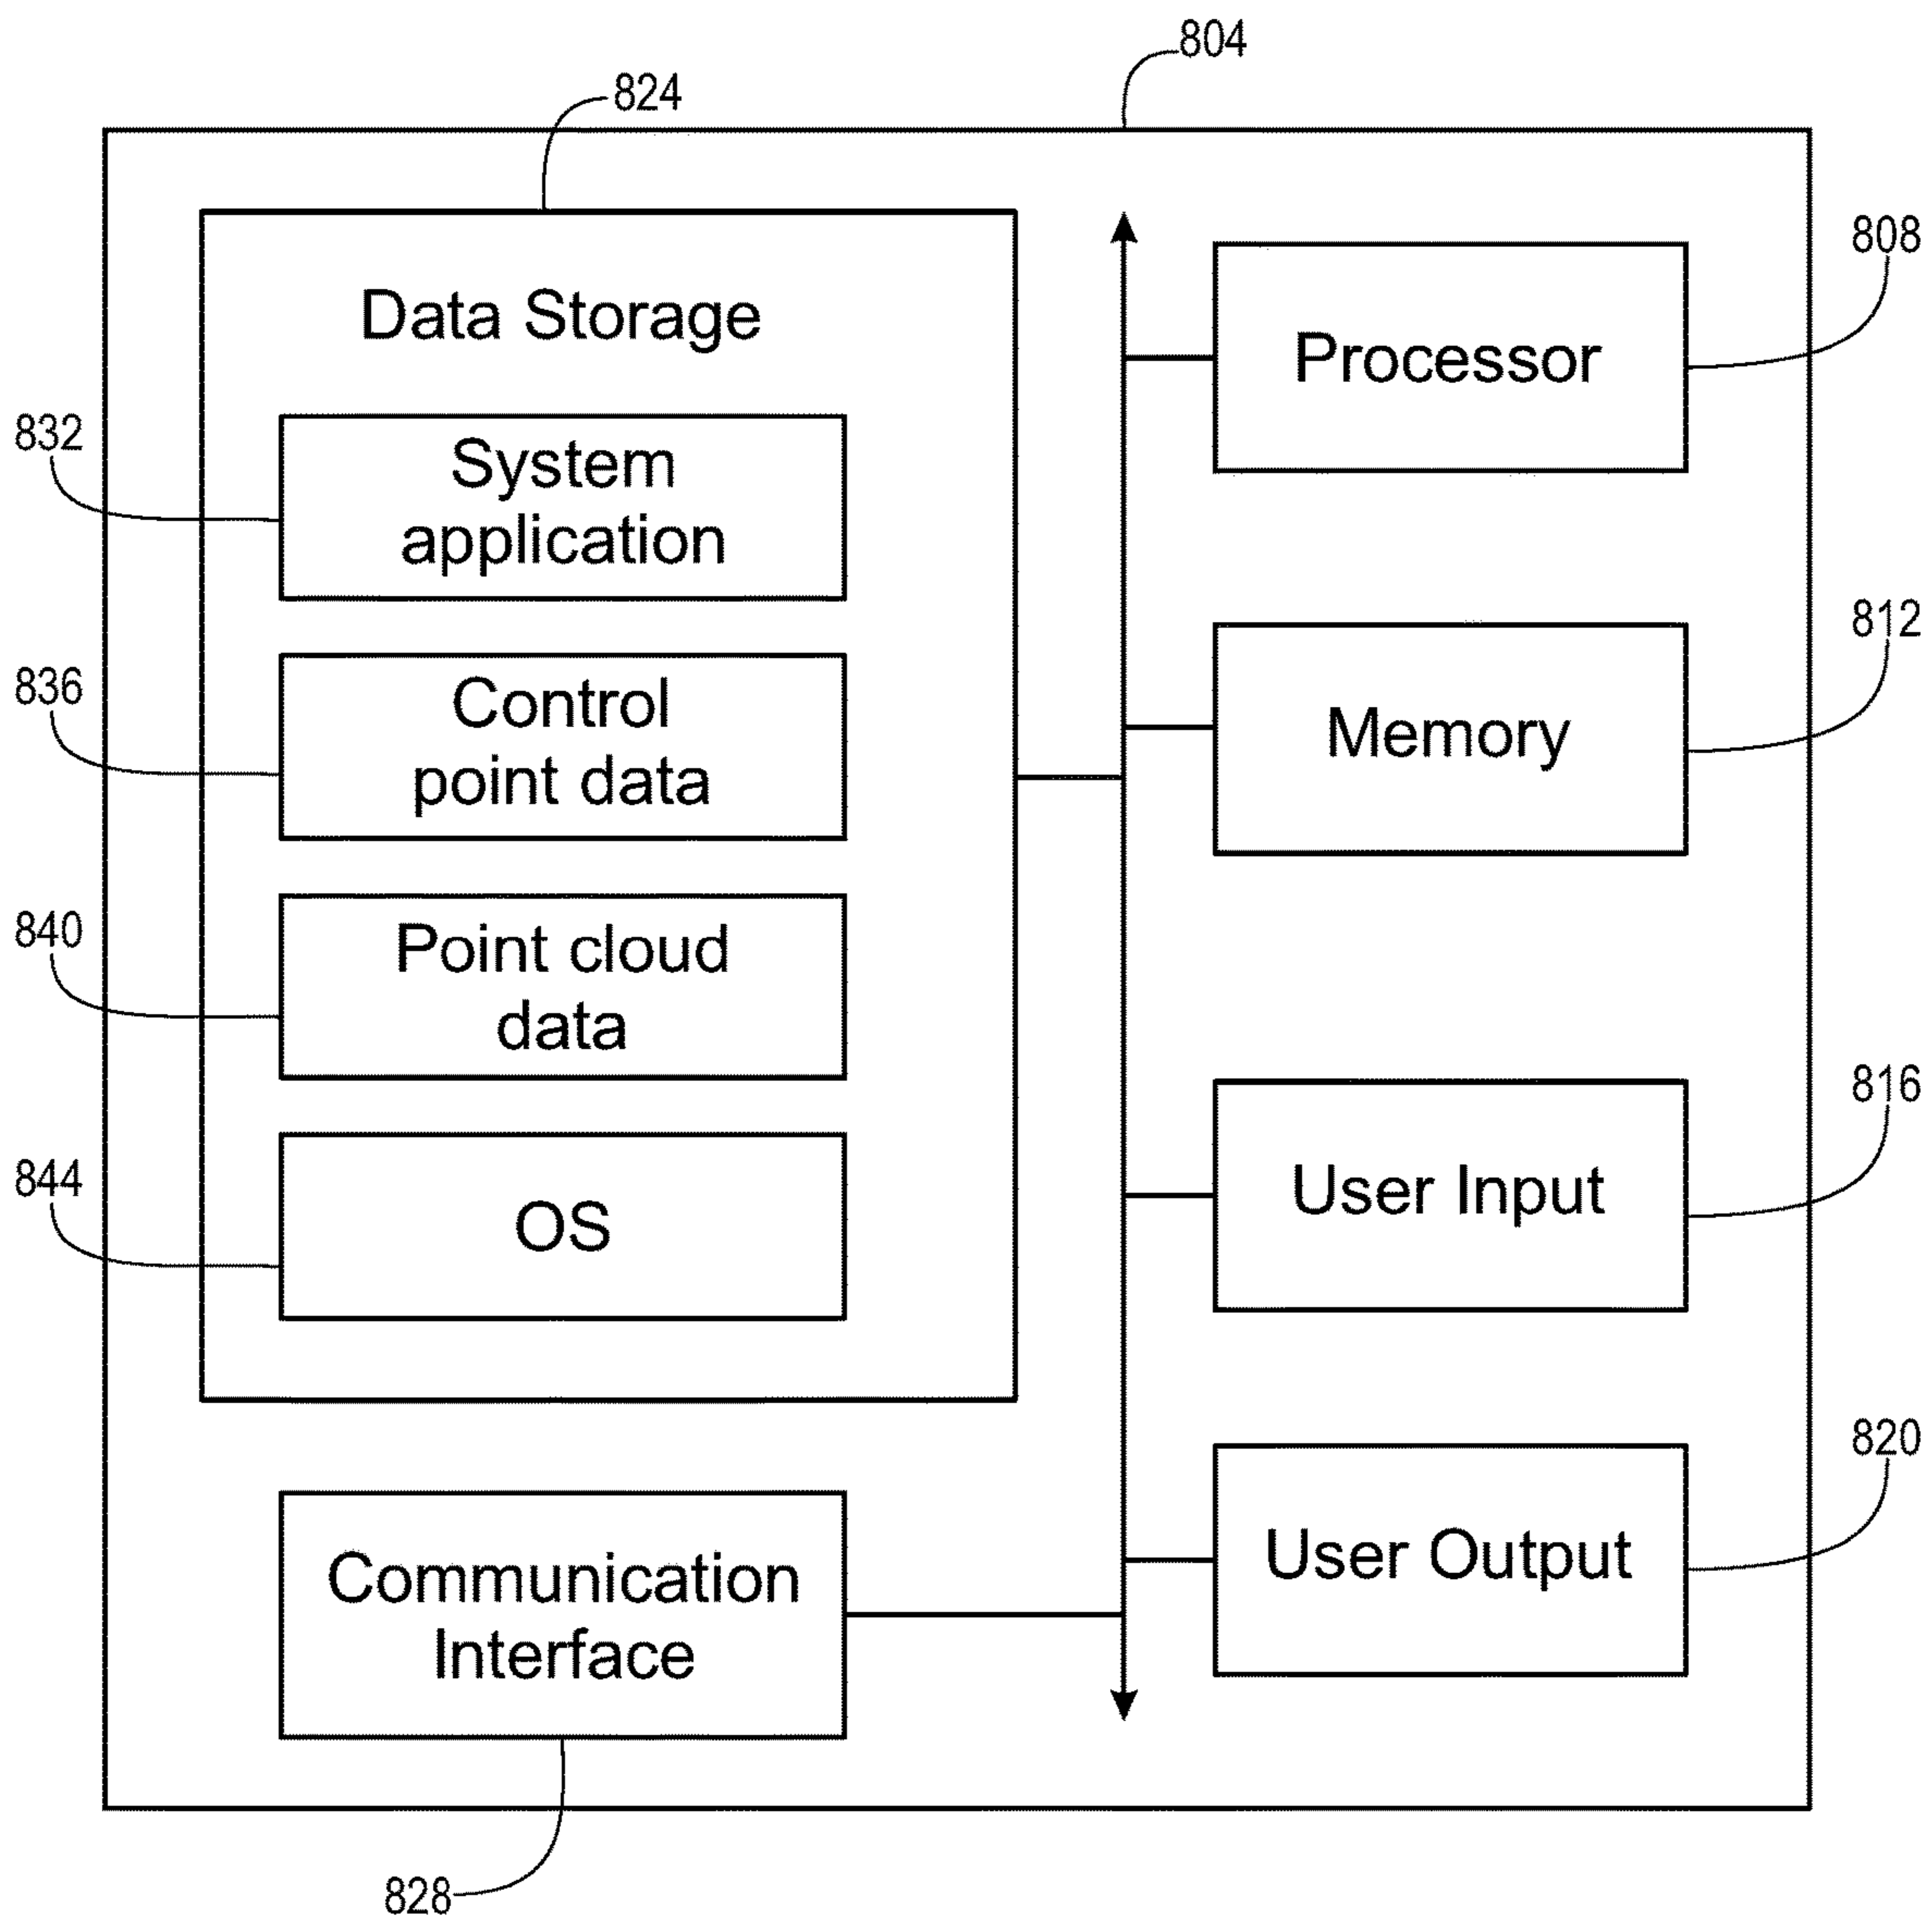 804
824
Data Storage
808
Processor
832
System
application
812
Memory
836
Control
point data
840
Point cloud
data
816
User Input
844
OS
820
User Output
Communication
Interface
828